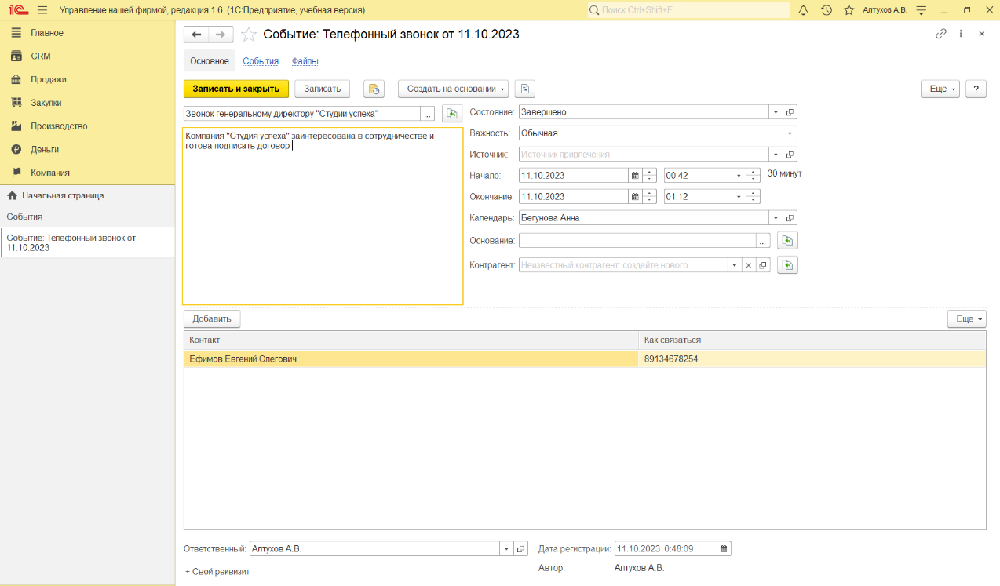 1С Управление нашей фирмой, редакция 1.6 (1С:Предприятие, учебная версия) Поиск Ctrl+Shift+F Алтухов А.В.
Главное
CRM
Продажи
Закупки
Производство
Деньги
Компания
Начальная страница
События
Событие: Телефонный звонок от
11.10.2023
Событие: Телефонный звонок от 11.10.2023
Основное События Файлы
Записать и закрыть Записать Создать на основании Еще ?
Звонок генеральному директору "Студии успеха" ...
Компания "Студия успеха" заинтересована в сотрудничестве и
готова подписать договор
Состояние: Завершено
Важность: Обычная
Источник: Источник привлечения
Начало: 11.10.2023 00:42 30 минут
Окончание: 11.10.2023 01:12
Календарь: Бегунова Анна
Основание: ...
Контрагент: Неизвестный контрагент: создайте нового
Добавить Еще
Контакт Как связаться
Ефимов Евгений Олегович 89134678254
Ответственный: Алтухов А.В. Дата регистрации: 11.10.2023 0:48:09
+ Свой реквизит Автор: Алтухов А.В.